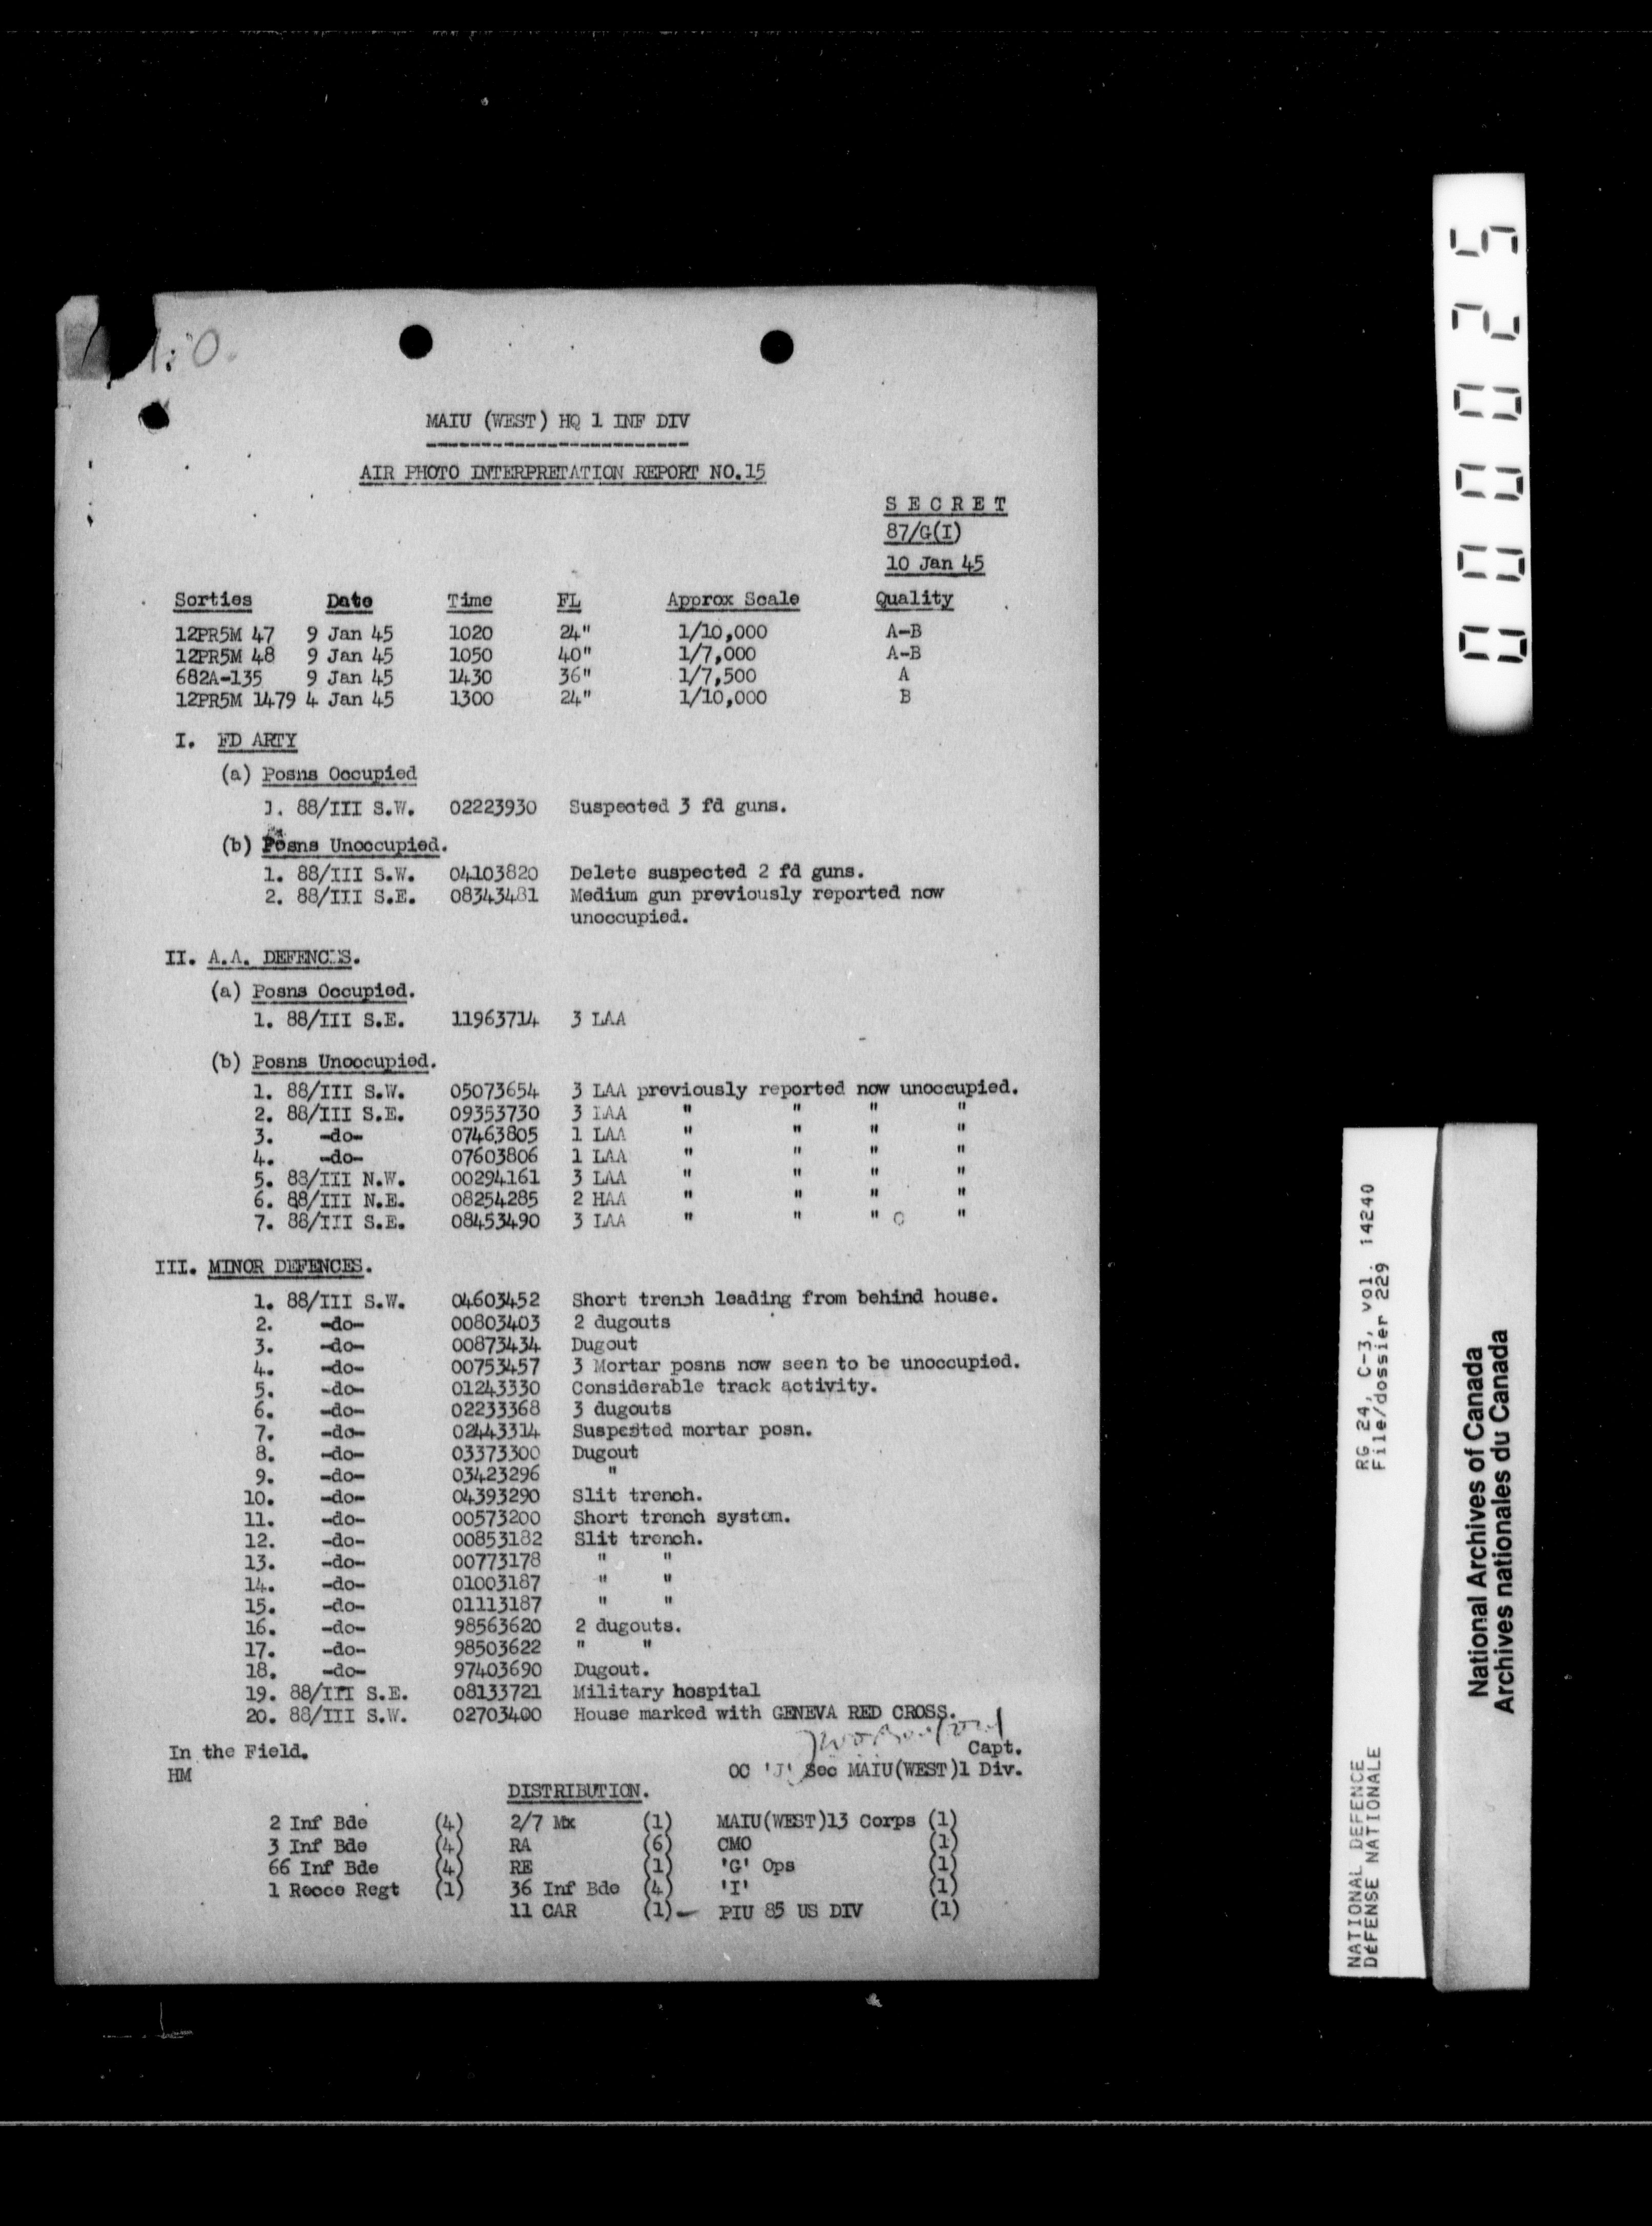 MAIU (WEST) HQ 1 INF DIV
AIR PHOTO INTERPRETATION REPORT NO.15
S E C R E T
87/G(I)
10 Jan 45
Sorties Date Time FL Approx Scale Quality
12PR5M 47 9 Jan 45 1020 24" 1/10,000 A-B
12PR5M 48 9 Jan 45 1050 40" 1/7,000 A-B
682A-135 9 Jan 45 1430 36" 1/7,500 A
12PR5M 1479 4 Jan 45 1300 24" 1/10,000 B
I. FD ARTY
(a) Posns Occupied
1. 88/III S.W. 02223930 Suspected 3 fd guns.
(b) Posns Unoccupied.
1. 88/III S.W. 04103820 Delete suspected 2 fd guns.
2. 88/III S.E. 08343481 Medium gun previously reported now
unoccupied.
II. A.A. DEFENCES.
(a) Posns Occupied.
1. 88/III S.E. 11963714 3 LAA
(b) Posns Unoccupied.
1. 88/III S.W. 05073654 3 LAA previously reported now unoccupied.
2. 88/III S.E. 09353730 3 LAA " " " "
3. -do- 07463805 1 LAA " " " "
4. -do- 07603806 1 LAA " " " "
5. 88/III N.W. 00294161 3 LAA " " " "
6. 88/III N.E. 08254285 2 HAA " " " "
7. 88/III S.E. 08453490 3 LAA " " " "
III. MINOR DEFENCES.
1. 88/III S.W. 04603452 Short trench leading from behind house.
2. -do- 00803403 2 dugouts
3. -do- 00873434 Dugout
4. -do- 00753457 3 Mortar posns now seen to be unoccupied.
5. -do- 01243330 Considerable track activity.
6. -do- 02233368 3 dugouts
7. -do- 02443314 Suspected mortar posn.
8. -do- 03373300 Dugout
9. -do- 03423296 "
10. -do- 04393290 Slit trench.
11. -do- 00573200 Short trench system.
12. -do- 00853182 Slit trench.
13. -do- 00773178 " "
14. -do- 01003187 " "
15. -do- 01113187 " "
16. -do- 98563620 2 dugouts.
17. -do- 98503622 " "
18. -do- 97403690 Dugout.
19. 88/III S.E. 08133721 Military hospital
20. 88/III S.W. 02703400 House marked with GENEVA RED CROSS.
In the Field. Capt.
HM OC 'J' Sec MAIU(WEST)1 Div.
DISTRIBUTION.
2 Inf Bde (4) 2/7 Mx (1) MAIU(WEST)13 Corps (1)
3 Inf Bde (4) RA (6) CMO (1)
66 Inf Bde (4) RE (1) 'G' Ops (1)
1 Recce Regt (1) 36 Inf Bde (4) 'I' (1)
11 CAR (1) PIU 85 US DIV (1)
00025
RG 24, C-3, vol. 14240
File/dossier 229
NATIONAL DEFENCE
DÉFENSE NATIONALE
National Archives of Canada
Archives nationales du Canada